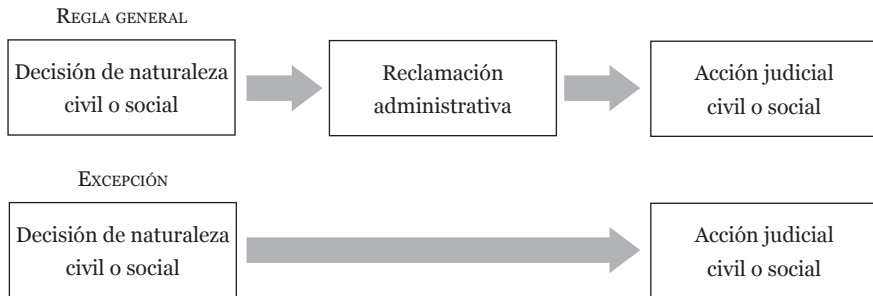 REGLA GENERAL
Decisión de naturaleza
civil o social
Reclamación
administrativa
Acción judicial
civil o social
EXCEPCIÓN
Decisión de naturaleza
civil o social
Acción judicial
civil o social